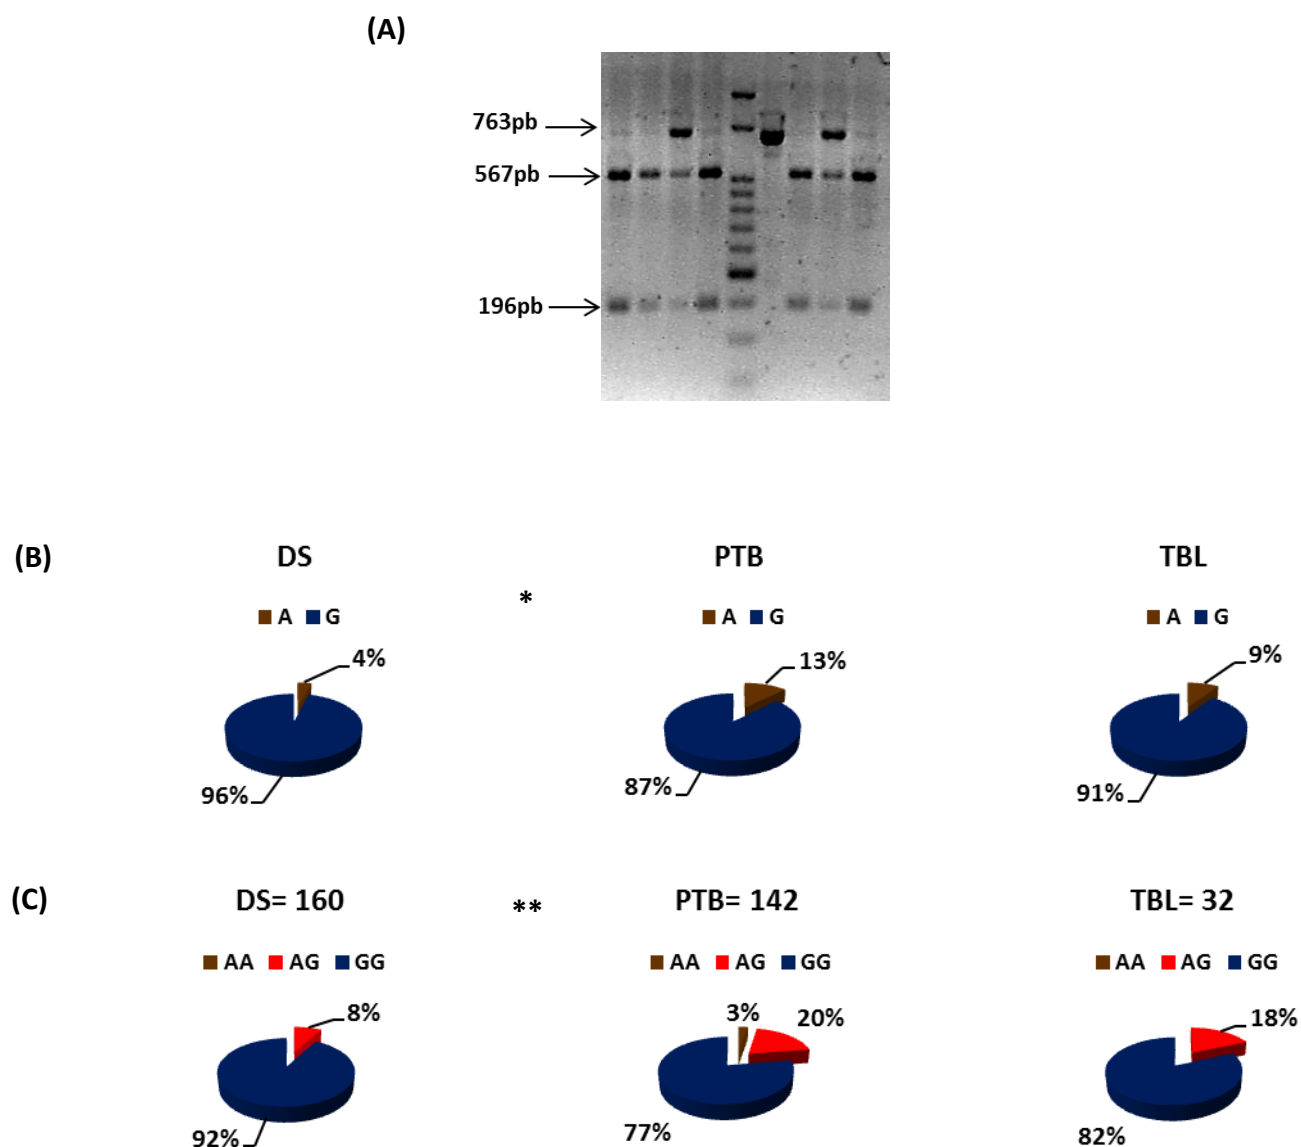 (A)
763pb
567pb
196pb
(B)
DS
PTB
TBL
*
A G
A G
A G
4%
13%
9%
96%
87%
91%
(C)
DS= 160
**
PTB= 142
TBL= 32
AA AG GG
AA AG GG
AA AG GG
8%
3%
20%
18%
92%
77%
82%